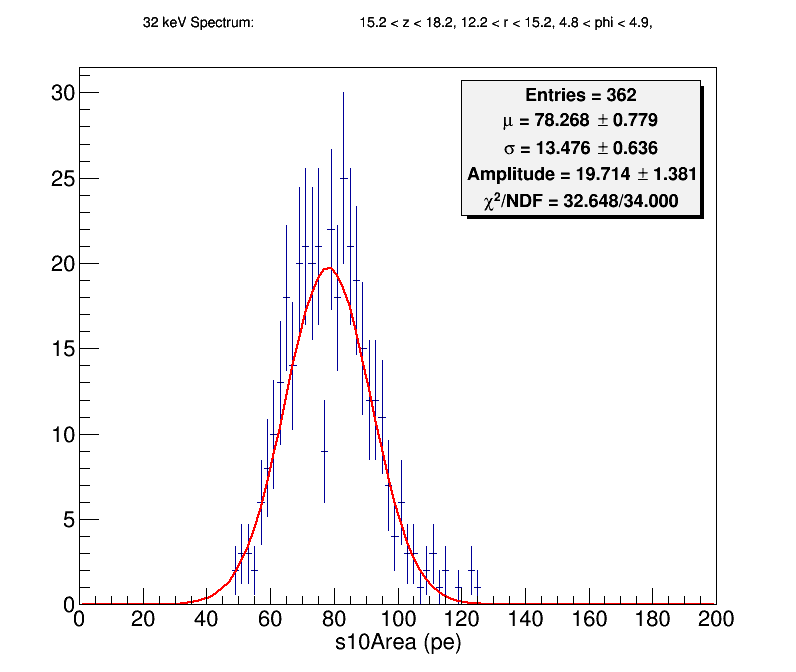 32 keV Spectrum: 15.2 < z < 18.2, 12.2 < r < 15.2, 4.8 < phi < 4.9,
Entries = 362
μ = 78.268 ± 0.779
σ = 13.476 ± 0.636
Amplitude = 19.714 ± 1.381
χ²/NDF = 32.648/34.000
30
25
20
15
10
5
0
0 20 40 60 80 100 120 140 160 180 200
s10Area (pe)